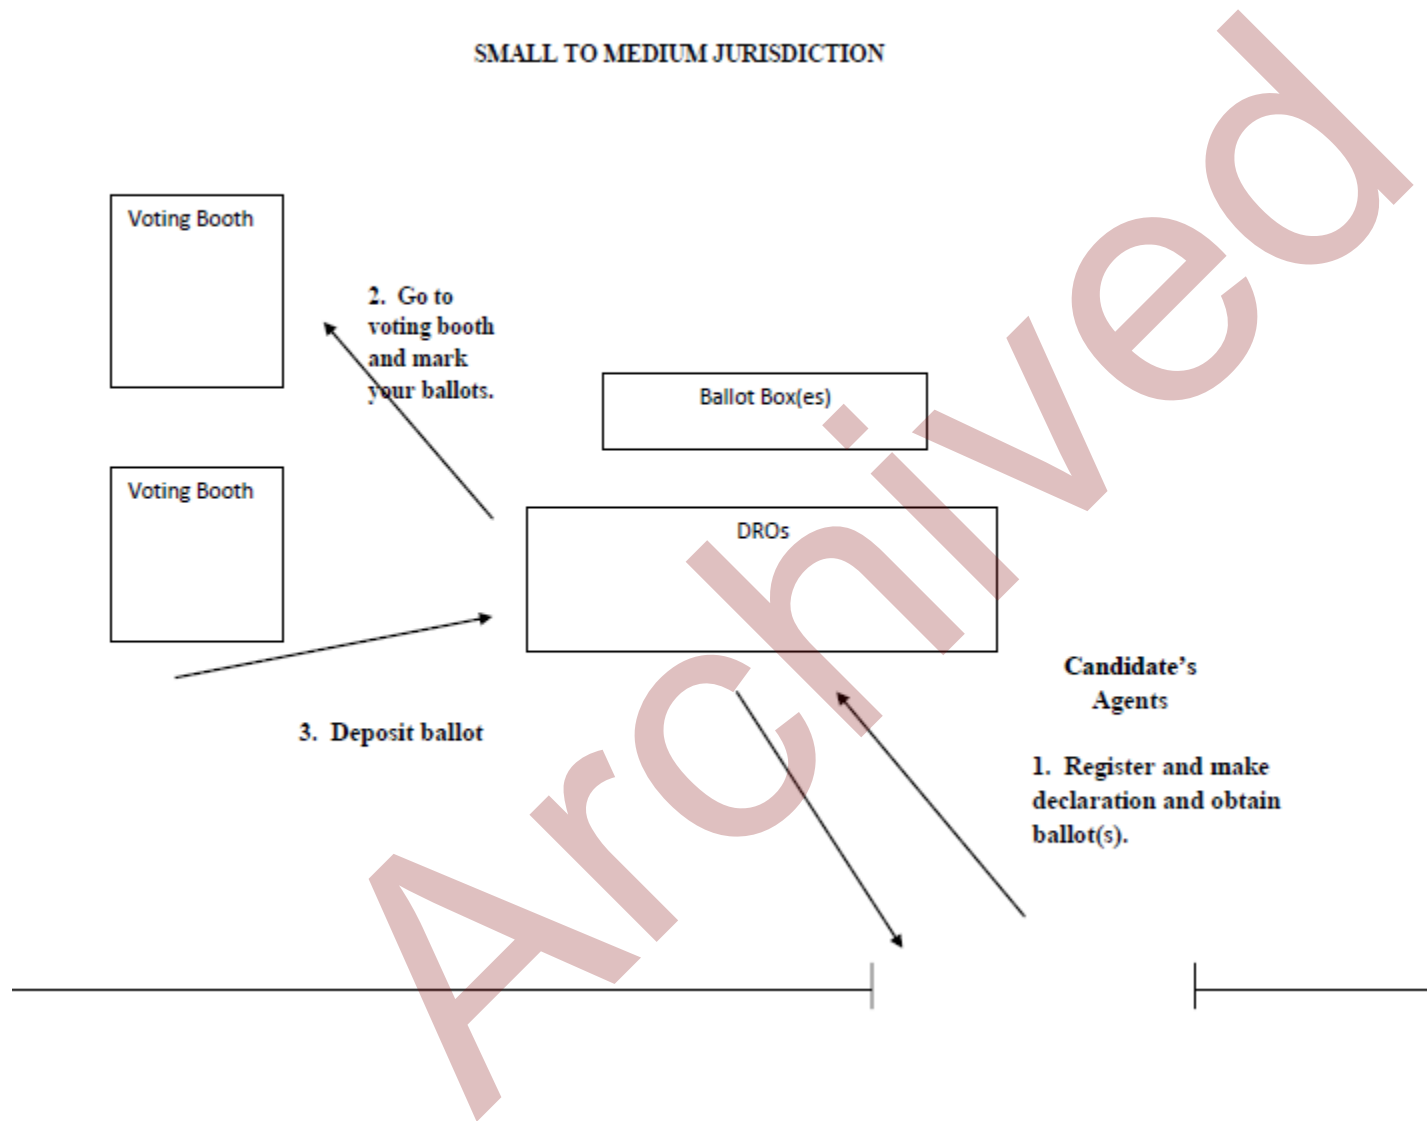 SMALL TO MEDIUM JURISDICTION
Voting Booth
2.  Go to
voting booth
and mark
your ballots.
Ballot Box(es)
Voting Booth
DROs
Candidate’s
Agents
3.  Deposit ballot
1.  Register and make
declaration and obtain
ballot(s).
Archived